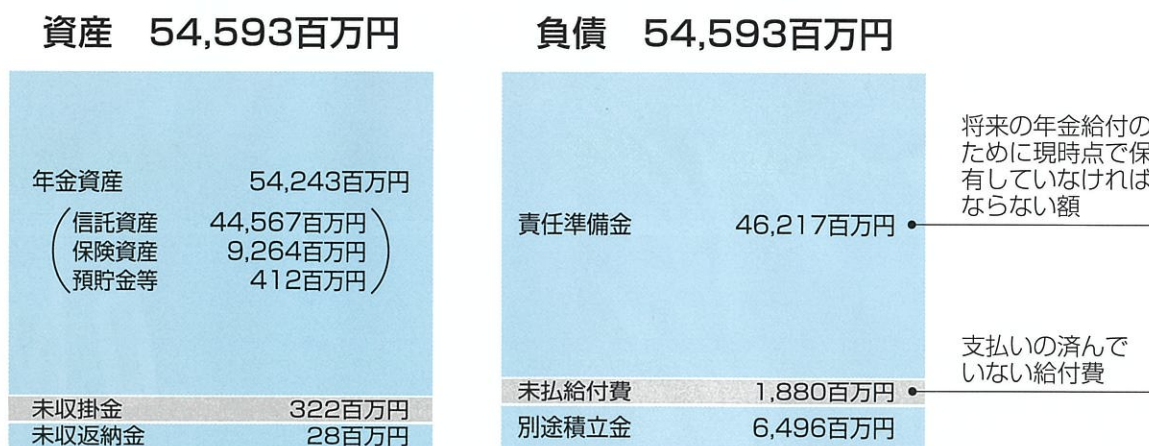 資産　54,593百万円
年金資産　54,243百万円
信託資産　44,567百万円
保険資産　9,264百万円
預貯金等　412百万円
未収掛金　322百万円
未収返納金　28百万円
負債　54,593百万円
責任準備金　46,217百万円
未払給付費　1,880百万円
別途積立金　6,496百万円
将来の年金給付の
ために現時点で保
有していなければ
ならない額
支払いの済んで
いない給付費